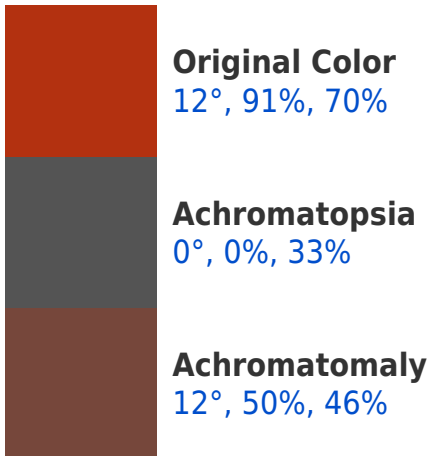 Original Color
12°, 91%, 70%
Achromatopsia
0°, 0%, 33%
Achromatomaly
12°, 50%, 46%